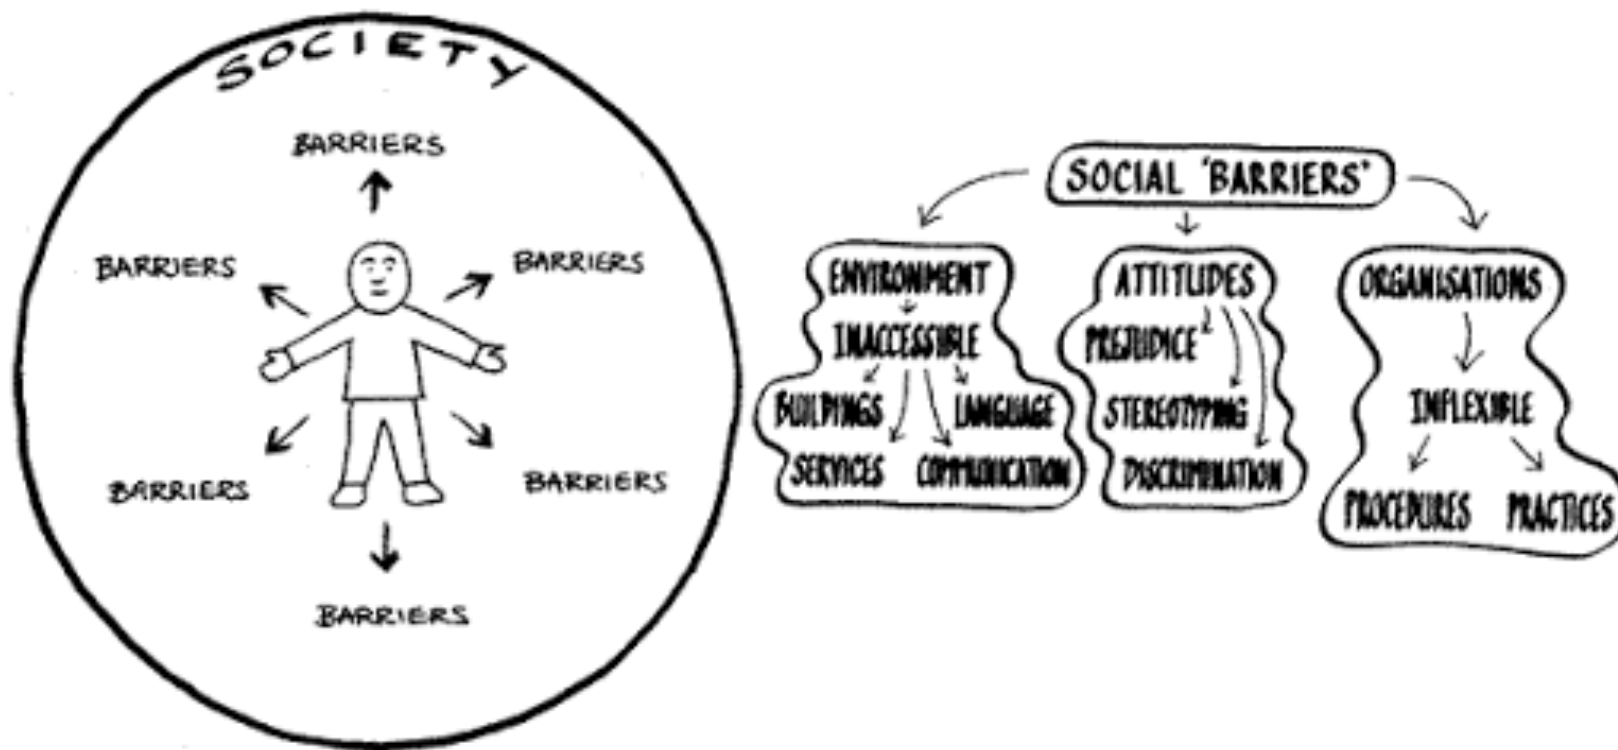 SOCIETY
BARRIERS
BARRIERS
BARRIERS
BARRIERS
BARRIERS
BARRIERS
SOCIAL 'BARRIERS'
ENVIRONMENT
INACCESSIBLE
BUILDINGS
LANGUAGE
SERVICES
COMMUNICATION
ATTITUDES
PREJUDICE
STEREOTYPING
DISCRIMINATION
ORGANISATIONS
INFLEXIBLE
PROCEDURES
PRACTICES